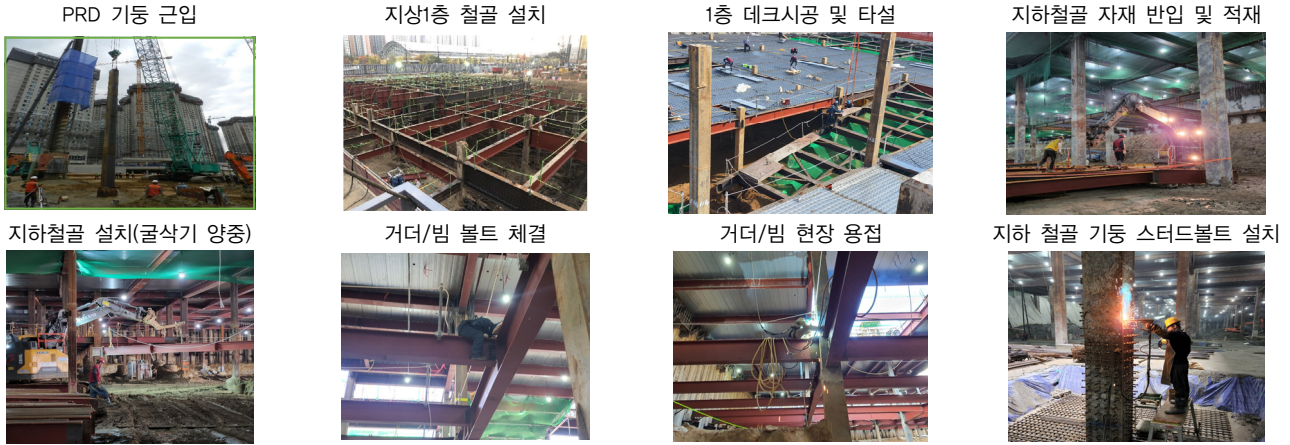 PRD 기둥 근입
지상1층 철골 설치
1층 데크시공 및 타설
지하철골 자재 반입 및 적재
지하철골 설치(굴삭기 양중)
거더/빔 볼트 체결
거더/빔 현장 용접
지하 철골 기둥 스터드볼트 설치